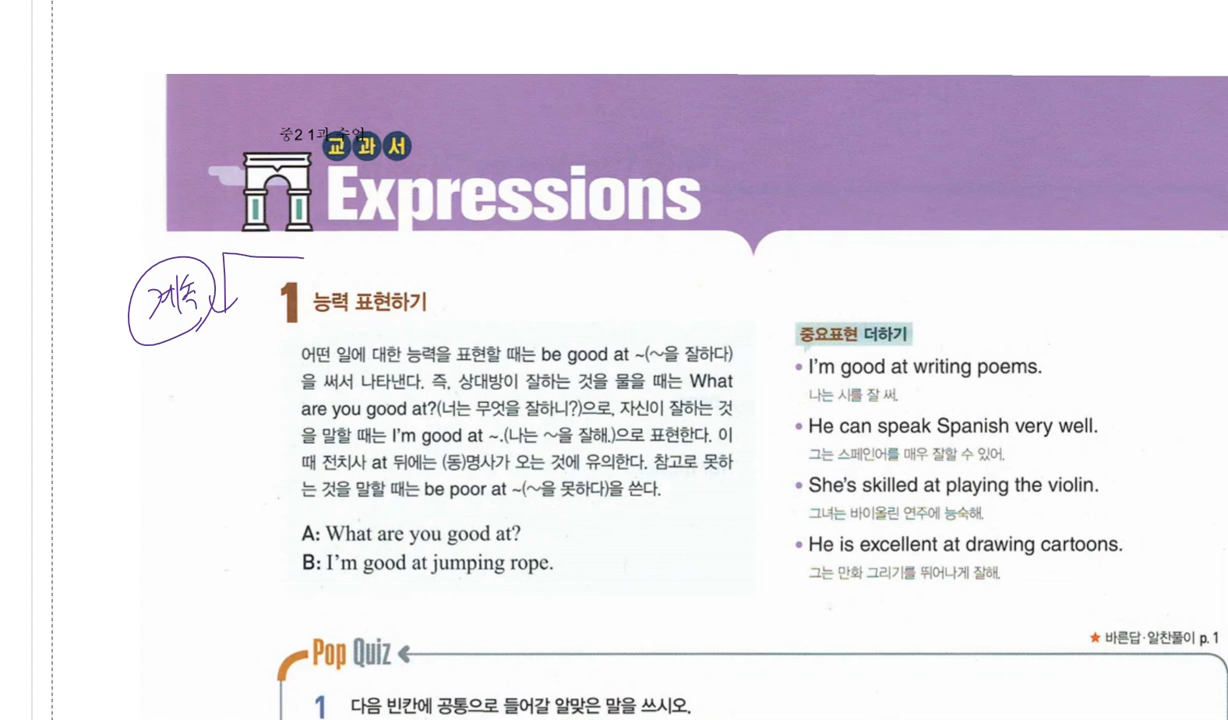 중2 1과 수업
교과서
Expressions
계속
1 능력 표현하기
어떤 일에 대한 능력을 표현할 때는 be good at ~(~을 잘하다)
을 써서 나타낸다. 즉, 상대방이 잘하는 것을 물을 때는 What
are you good at?(너는 무엇을 잘하니?)으로, 자신이 잘하는 것
을 말할 때는 I'm good at ~.(나는 ~을 잘해.)으로 표현한다. 이
때 전치사 at 뒤에는 (동)명사가 오는 것에 유의한다. 참고로 못하
는 것을 말할 때는 be poor at ~(~을 못하다)을 쓴다.
A: What are you good at?
B: I'm good at jumping rope.
중요표현 더하기
• I'm good at writing poems.
나는 시를 잘 써.
• He can speak Spanish very well.
그는 스페인어를 매우 잘할 수 있어.
• She's skilled at playing the violin.
그녀는 바이올린 연주에 능숙해.
• He is excellent at drawing cartoons.
그는 만화 그리기를 뛰어나게 잘해.
★ 바른답·알찬풀이 p. 1
Pop Quiz
1 다음 빈칸에 공통으로 들어갈 알맞은 말을 쓰시오.